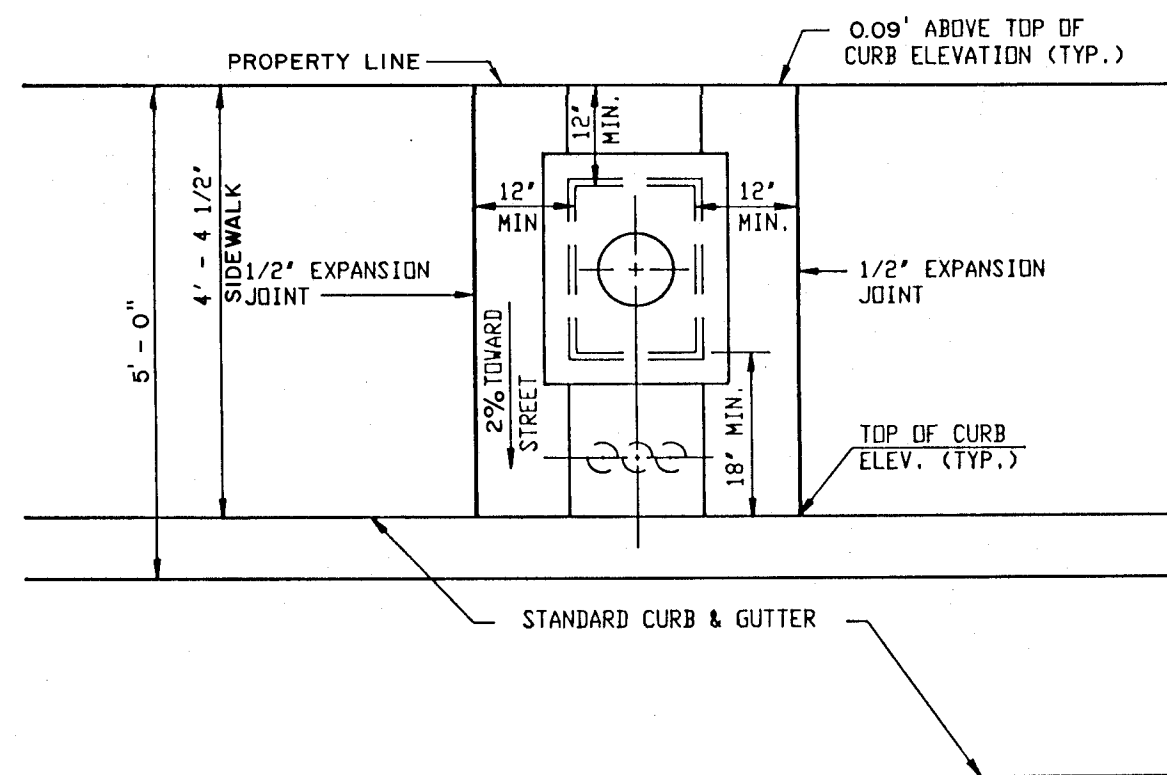 0.09' ABOVE TOP OF
CURB ELEVATION (TYP.)
PROPERTY LINE
12"
MIN.
12"
MIN
12"
MIN.
4' - 4 1/2"
SIDEWALK
1/2" EXPANSION
JOINT
1/2" EXPANSION
JOINT
5' - 0"
2% TOWARD
STREET
18" MIN.
TOP OF CURB
ELEV. (TYP.)
STANDARD CURB & GUTTER